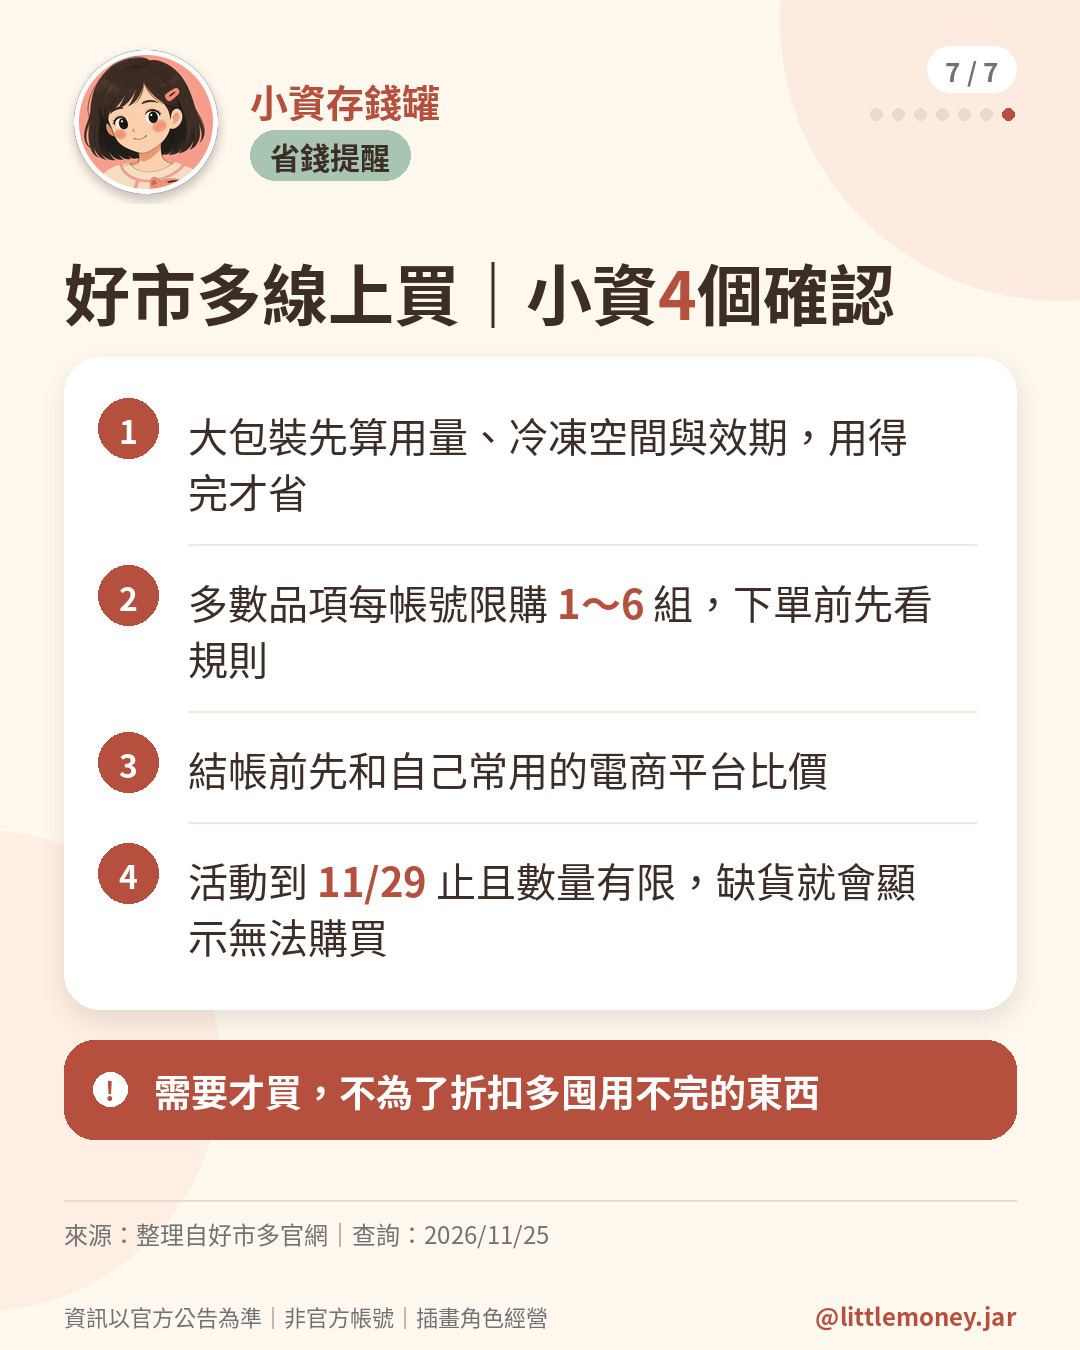 小資存錢罐
省錢提醒
7 / 7
好市多線上買｜小資4個確認
1
大包裝先算用量、冷凍空間與效期，用得
完才省
2
多數品項每帳號限購 1～6 組，下單前先看
規則
3
結帳前先和自己常用的電商平台比價
4
活動到 11/29 止且數量有限，缺貨就會顯
示無法購買
! 需要才買，不為了折扣多囤用不完的東西
來源：整理自好市多官網｜查詢：2026/11/25
資訊以官方公告為準｜非官方帳號｜插畫角色經營
@littlemoney.jar